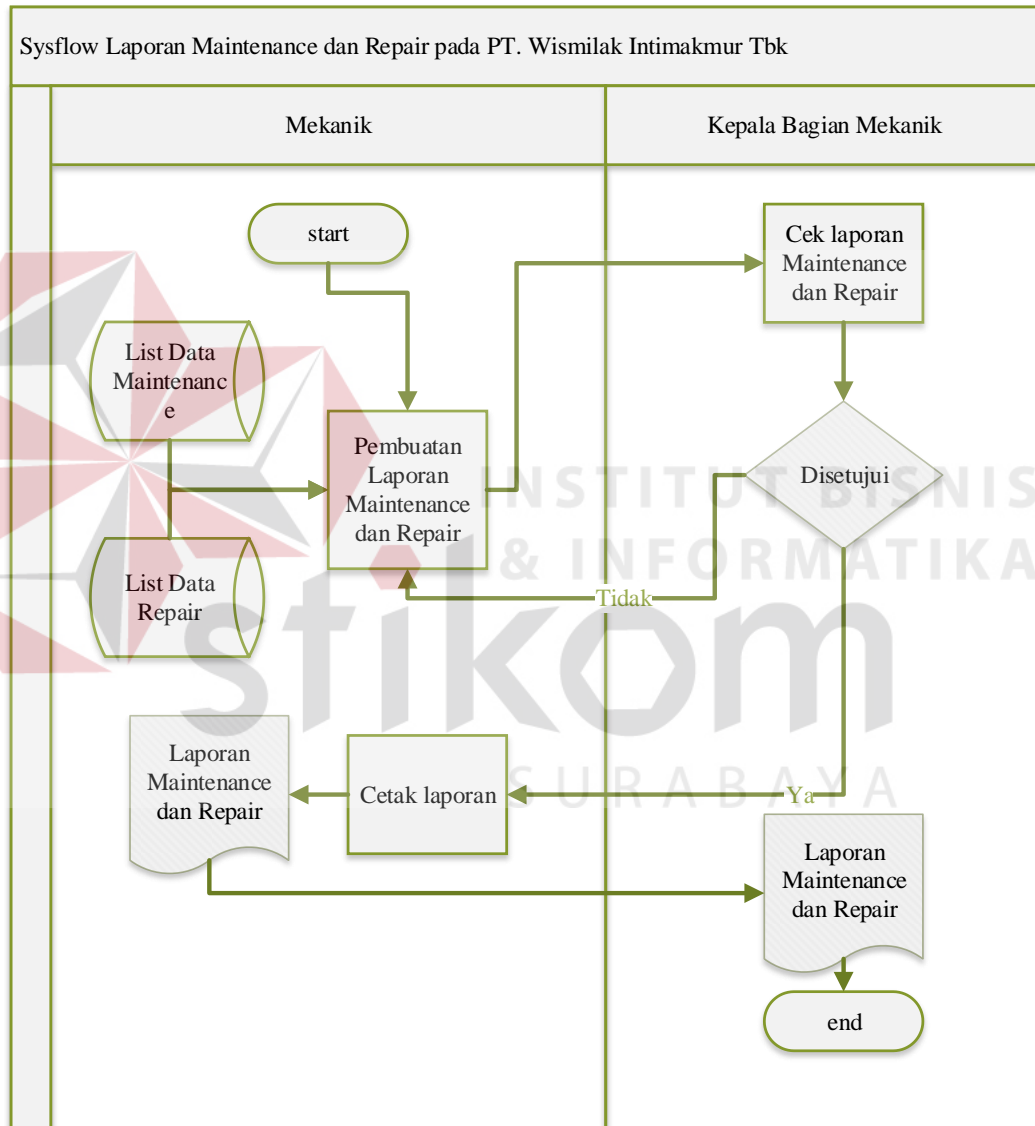 Sysflow Laporan Maintenance dan Repair pada PT. Wismilak Intimakmur Tbk
Mekanik
Kepala Bagian Mekanik
start
Cek laporan
Maintenance
dan Repair
List Data
Maintenanc
e
Pembuatan
Laporan
Maintenance
dan Repair
Disetujui
INSTITUT BISNIS
& INFORMATIKA
List Data
Repair
Tidak
stikom
SURABAYA
Laporan
Maintenance
dan Repair
Cetak laporan
Ya
Laporan
Maintenance
dan Repair
end